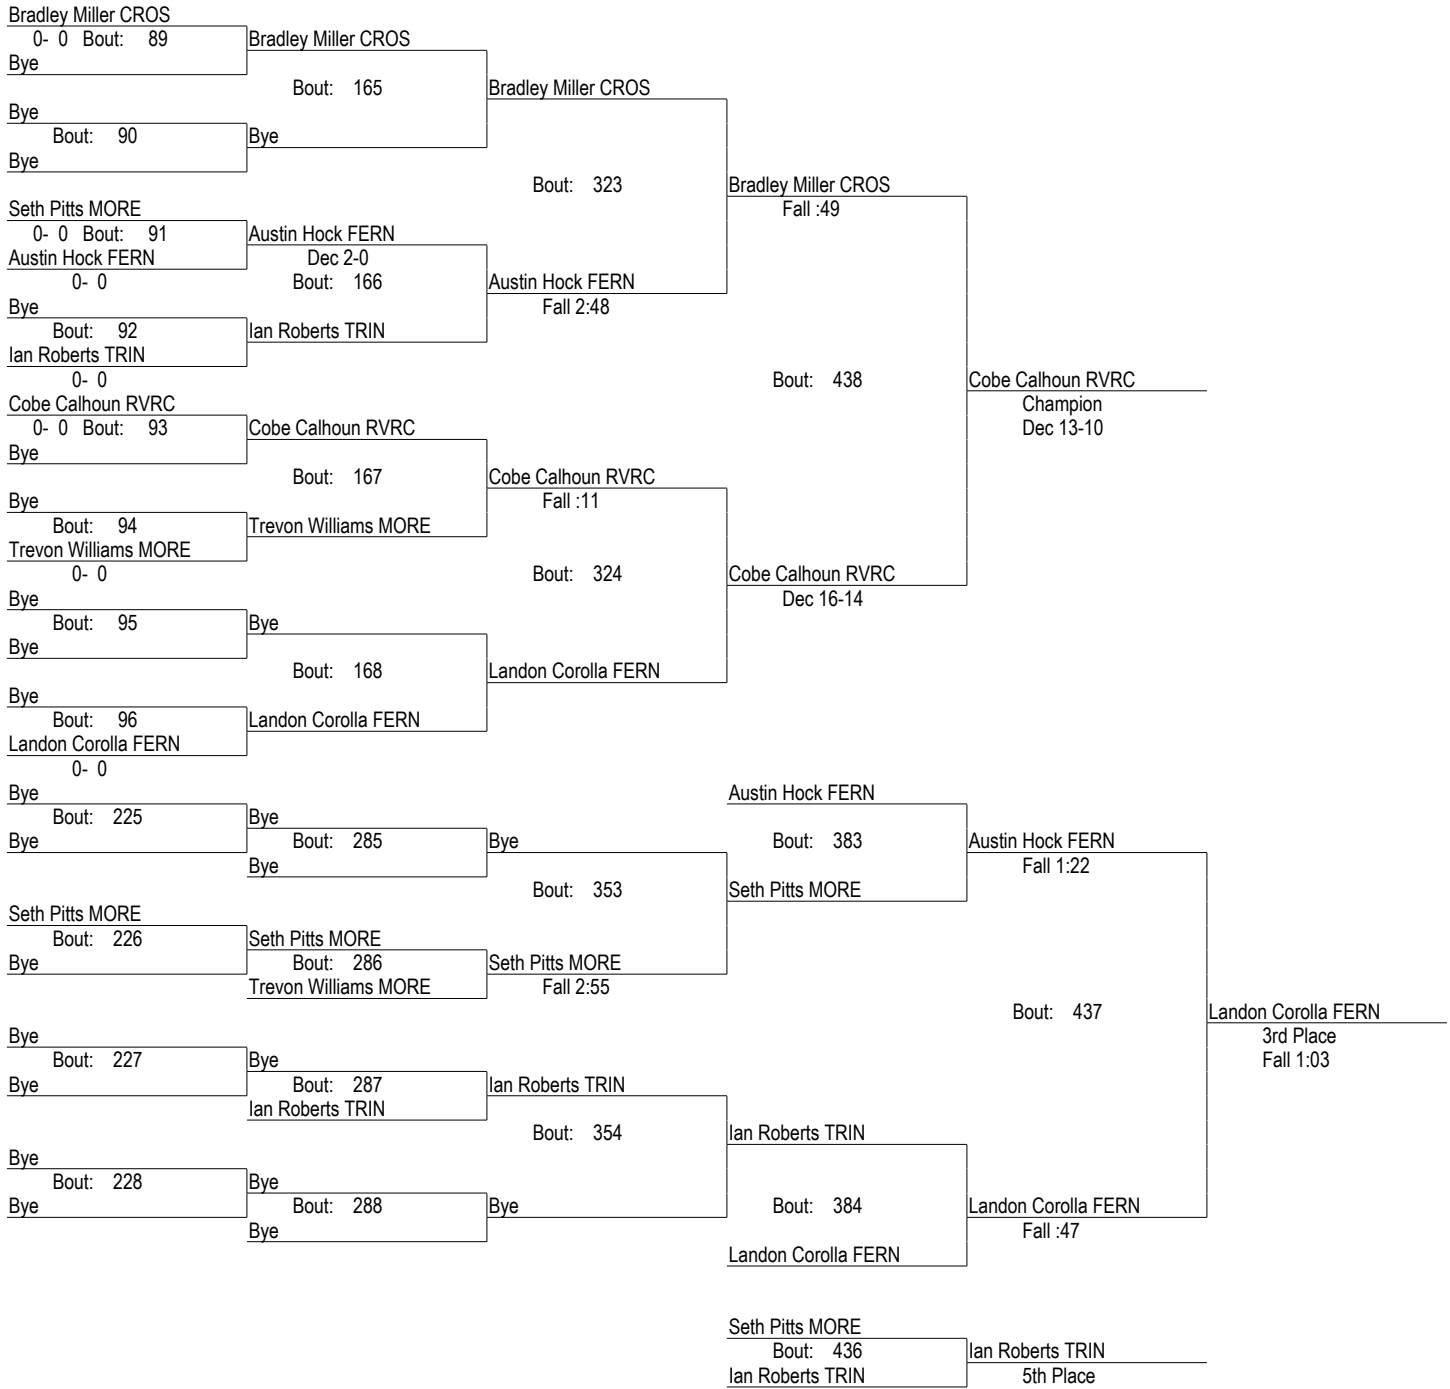 Bradley Miller CROS
0- 0 Bout: 89 Bradley Miller CROS
Bye
Bout: 165 Bradley Miller CROS
Bye
Bout: 90 Bye
Bye
Bout: 323 Bradley Miller CROS
Seth Pitts MORE Fall :49
0- 0 Bout: 91 Austin Hock FERN
Austin Hock FERN Dec 2-0
0- 0 Bout: 166 Austin Hock FERN
Bye Fall 2:48
Bout: 92 Ian Roberts TRIN
Ian Roberts TRIN
0- 0 Bout: 438 Cobe Calhoun RVRC
Cobe Calhoun RVRC Champion
0- 0 Bout: 93 Cobe Calhoun RVRC Dec 13-10
Bye
Bout: 167 Cobe Calhoun RVRC
Bye Fall :11
Bout: 94 Trevon Williams MORE
Trevon Williams MORE
0- 0 Bout: 324 Cobe Calhoun RVRC
Bye Dec 16-14
Bout: 95 Bye
Bye
Bout: 168 Landon Corolla FERN
Bye
Bout: 96 Landon Corolla FERN
Landon Corolla FERN
0- 0
Bye Austin Hock FERN
Bout: 225 Bye
Bye Bout: 285 Bye Bout: 383 Austin Hock FERN
Bye Fall 1:22
Bout: 353 Seth Pitts MORE
Seth Pitts MORE
Bout: 226 Seth Pitts MORE
Bye Bout: 286 Seth Pitts MORE
Trevon Williams MORE Fall 2:55
Bout: 437 Landon Corolla FERN
Bye 3rd Place
Bout: 227 Bye Fall 1:03
Bye Bout: 287 Ian Roberts TRIN
Ian Roberts TRIN
Bout: 354 Ian Roberts TRIN
Bye
Bout: 228 Bye
Bye Bout: 288 Bye Bout: 384 Landon Corolla FERN
Bye Fall :47
Landon Corolla FERN
Seth Pitts MORE
Bout: 436 Ian Roberts TRIN
Ian Roberts TRIN 5th Place